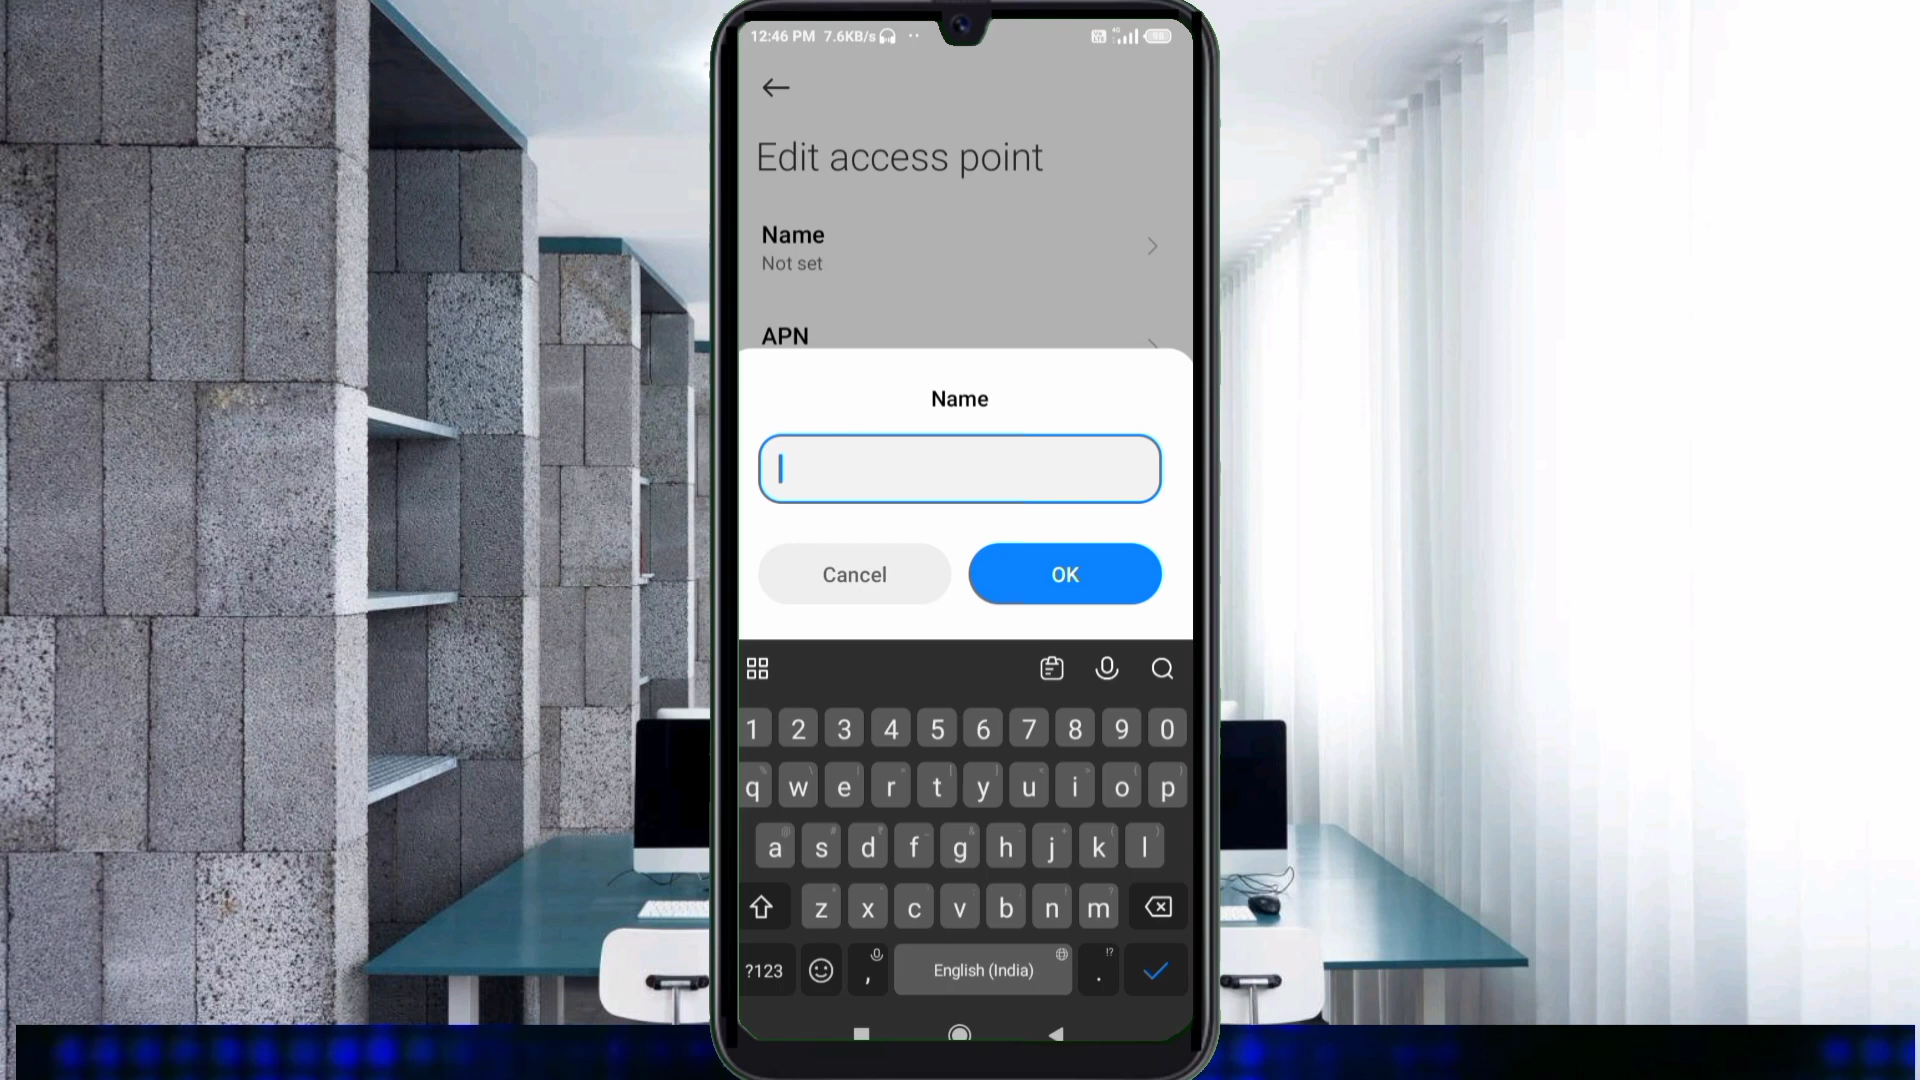 12:46 PM 7.6KB/s 4G
Edit access point
Name
Not set
APN
Name
Cancel OK
1 2 3 4 5 6 7 8 9 0
q w e r t y u i o p
a s d f g h j k l
z x c v b n m
?123 , English (India) . !?